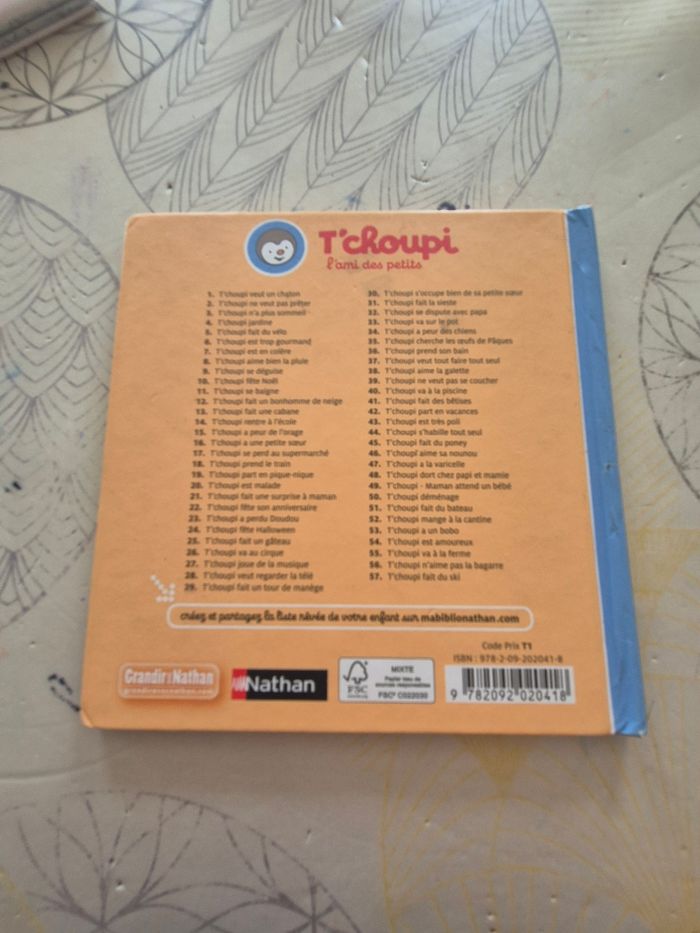 T'choupi
l'ami des petits
1. T'choupi veut un chaton
2. T'choupi ne veut pas prêter
3. T'choupi n'a plus sommeil
4. T'choupi jardine
5. T'choupi fait du vélo
6. T'choupi est trop gourmand
7. T'choupi est en colère
8. T'choupi aime bien la pluie
9. T'choupi se déguise
10. T'choupi fête Noël
11. T'choupi se baigne
12. T'choupi fait un bonhomme de neige
13. T'choupi fait une cabane
14. T'choupi rentre à l'école
15. T'choupi a peur de l'orage
16. T'choupi a une petite sœur
17. T'choupi se perd au supermarché
18. T'choupi prend le train
19. T'choupi part en pique-nique
20. T'choupi est malade
21. T'choupi fait une surprise à maman
22. T'choupi fête son anniversaire
23. T'choupi a perdu Doudou
24. T'choupi fête Halloween
25. T'choupi fait un gâteau
26. T'choupi va au cirque
27. T'choupi joue de la musique
28. T'choupi veut regarder la télé
29. T'choupi fait un tour de manège
30. T'choupi s'occupe bien de sa petite sœur
31. T'choupi fait la sieste
32. T'choupi se dispute avec papa
33. T'choupi va sur le pot
34. T'choupi a peur des chiens
35. T'choupi cherche les œufs de Pâques
36. T'choupi prend son bain
37. T'choupi veut tout faire tout seul
38. T'choupi aime la galette
39. T'choupi ne veut pas se coucher
40. T'choupi va à la piscine
41. T'choupi fait des bêtises
42. T'choupi part en vacances
43. T'choupi est très poli
44. T'choupi s'habille tout seul
45. T'choupi fait du poney
46. T'choupi aime sa nounou
47. T'choupi a la varicelle
48. T'choupi dort chez papi et mamie
49. T'choupi - Maman attend un bébé
50. T'choupi déménage
51. T'choupi fait du bateau
52. T'choupi mange à la cantine
53. T'choupi a un bobo
54. T'choupi est amoureux
55. T'choupi va à la ferme
56. T'choupi n'aime pas la bagarre
57. T'choupi fait du ski
créez et partagez la liste rêvée de votre enfant sur mabiblionathan.com
Code Prix T1
ISBN : 978-2-09-202041-8
Grandir Nathan
grandiravecnathan.com
Nathan
FSC
MIXTE
Papier issu de
sources responsables
FSC® C022030
9 782092 020418